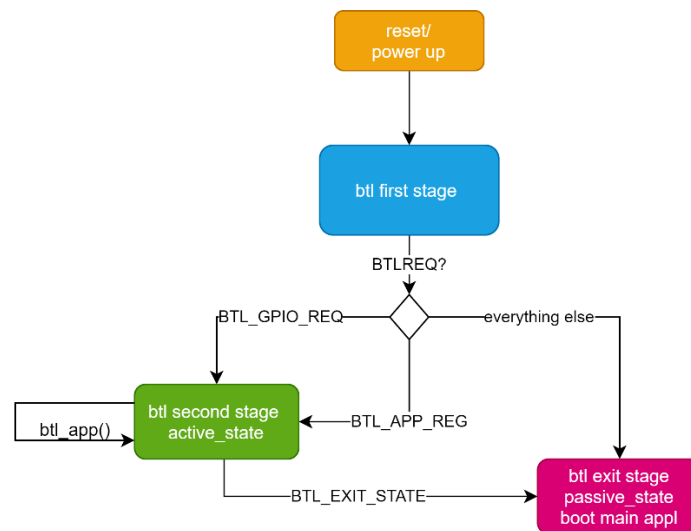 reset/
power up
btl first stage
BTLREQ?
BTL_GPIO_REQ
everything else
btl second stage
active_state
btl_app()
BTL_APP_REG
BTL_EXIT_STATE
btl exit stage
passive_state
boot main appl